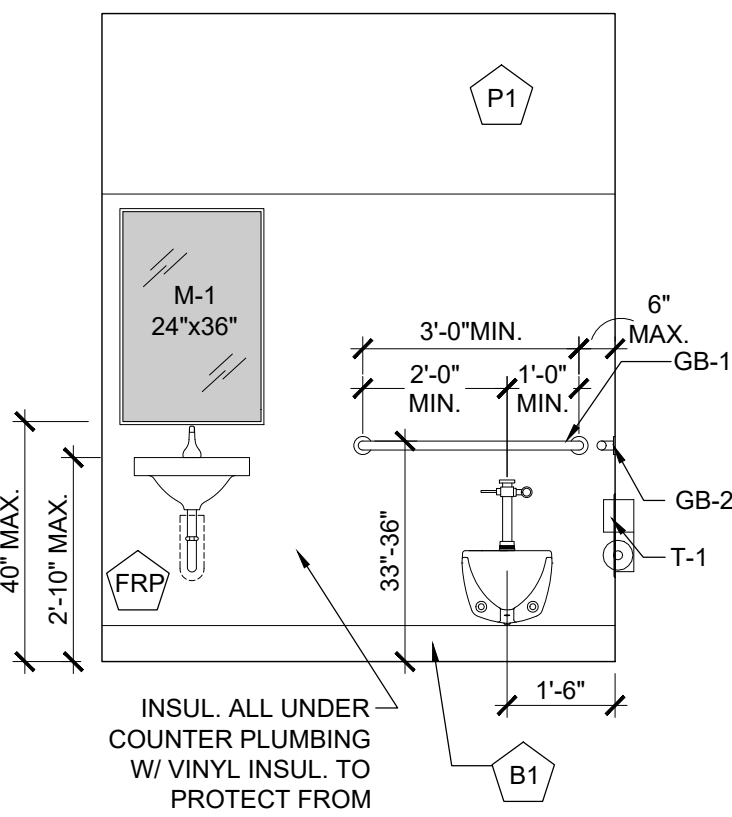 P1
M-1
24"x36"
6"
MAX.
3'-0"MIN.
GB-1
2'-0"
MIN.
1'-0"
MIN.
40" MAX.
2'-10" MAX.
33"-36"
GB-2
T-1
FRP
1'-6"
INSUL. ALL UNDER
COUNTER PLUMBING
W/ VINYL INSUL. TO
PROTECT FROM
B1